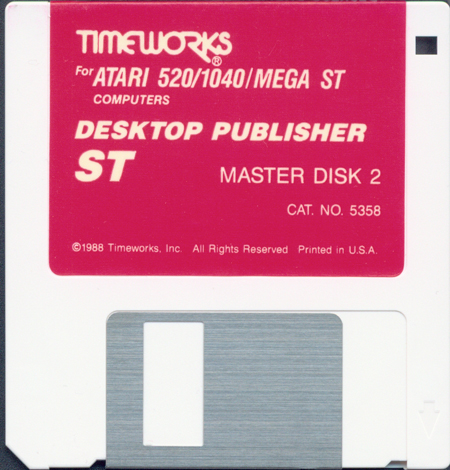 TIMEWORKS®
For ATARI 520/1040/MEGA ST
COMPUTERS
DESKTOP PUBLISHER
ST MASTER DISK 2
CAT. NO. 5358
©1988 Timeworks, Inc. All Rights Reserved Printed in U.S.A.